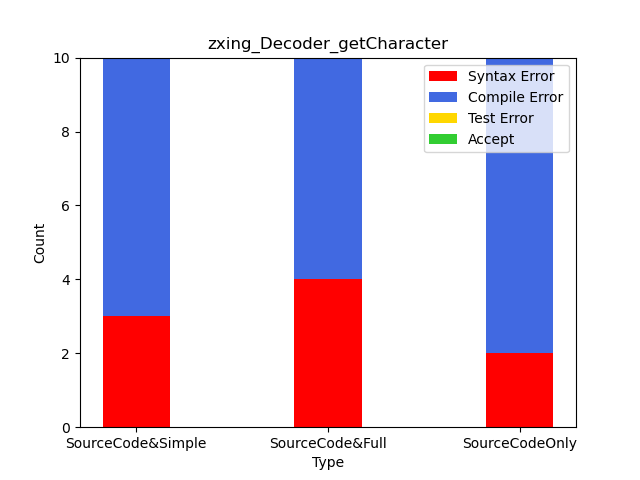 zxing_Decoder_getCharacter
10
8
6
4
2
0
Count
Syntax Error
Compile Error
Test Error
Accept
SourceCode&Simple
SourceCode&Full
SourceCodeOnly
Type